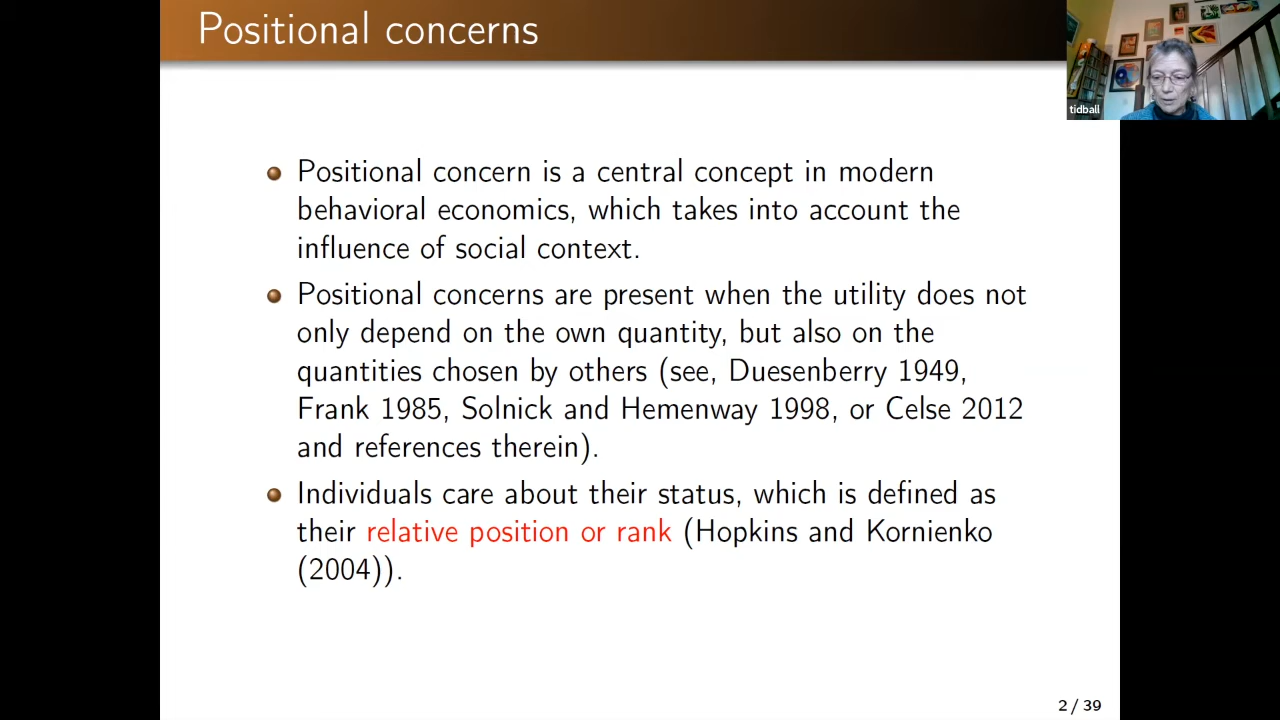 Positional concerns
tidball
Positional concern is a central concept in modern
behavioral economics, which takes into account the
influence of social context.
Positional concerns are present when the utility does not
only depend on the own quantity, but also on the
quantities chosen by others (see, Duesenberry 1949,
Frank 1985, Solnick and Hemenway 1998, or Celse 2012
and references therein).
Individuals care about their status, which is defined as
their relative position or rank (Hopkins and Kornienko
(2004)).
2 / 39